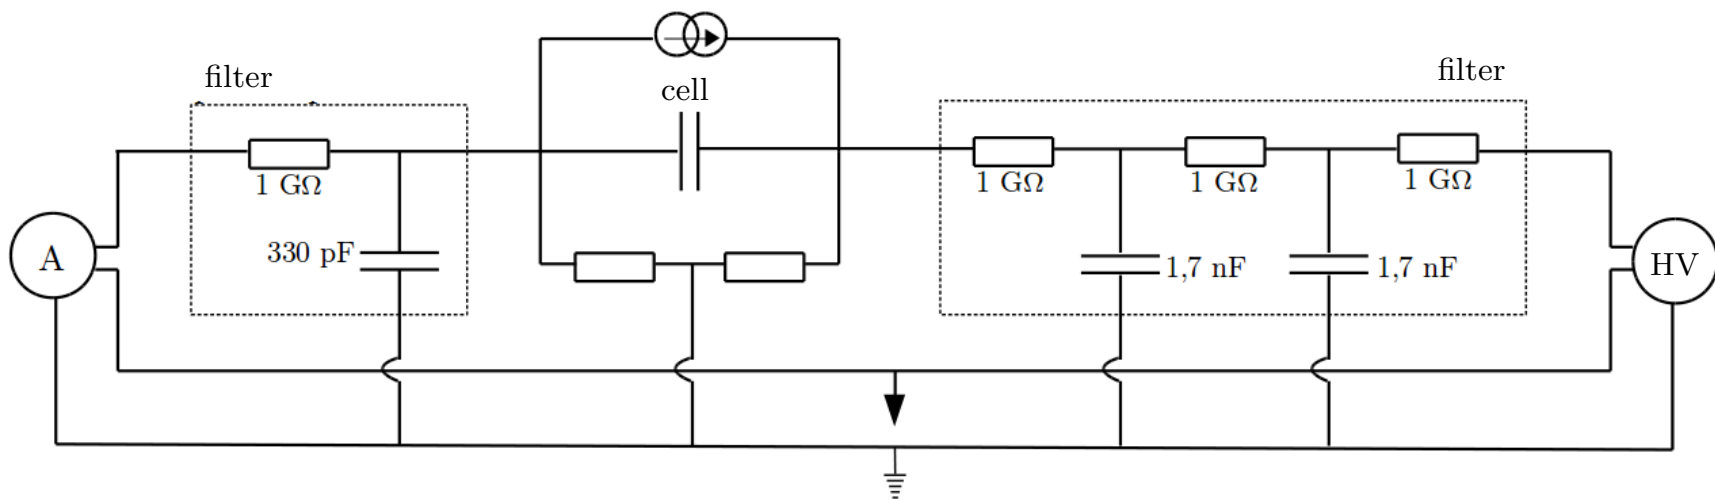 filter
filter
cell
1 GΩ
1 GΩ
1 GΩ
1 GΩ
A
330 pF
1,7 nF
1,7 nF
HV